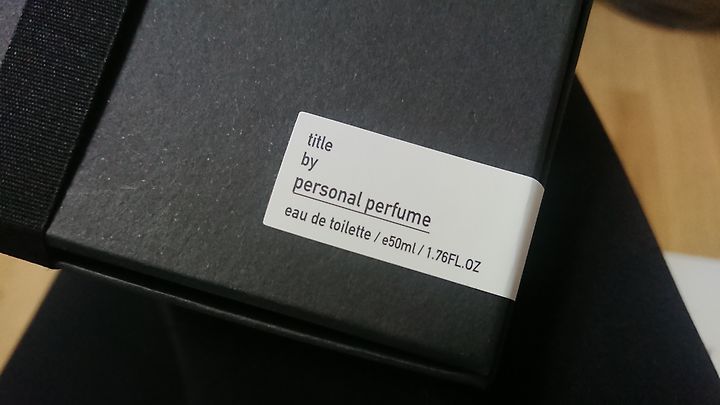 title
by
personal perfume
eau de toilette / e50ml / 1.76FL.OZ